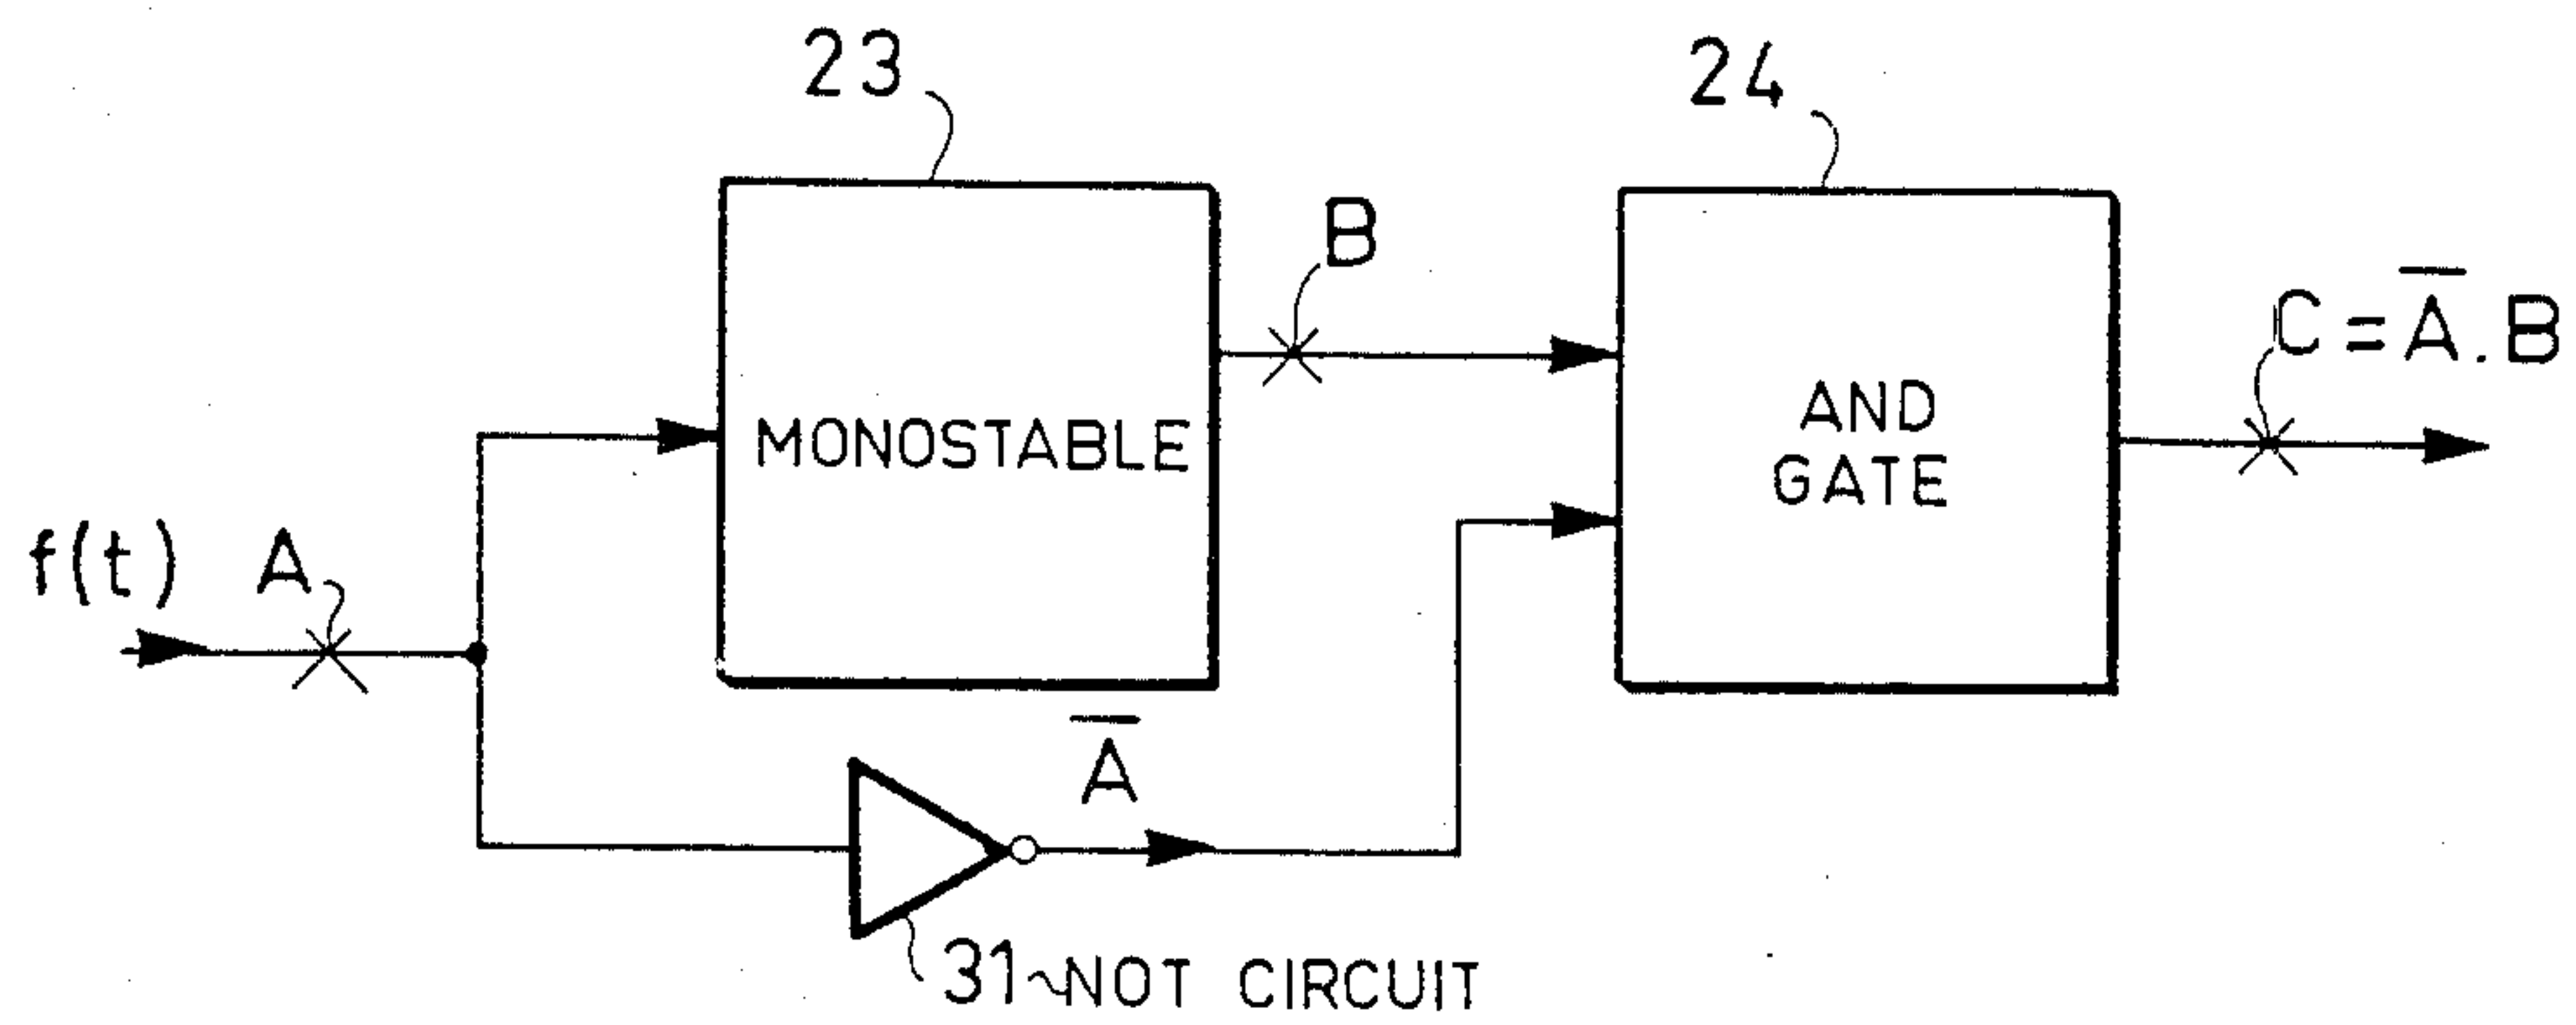 23
24
B
C = A̅ . B
MONOSTABLE
AND
GATE
f(t) A
A̅
31 NOT CIRCUIT